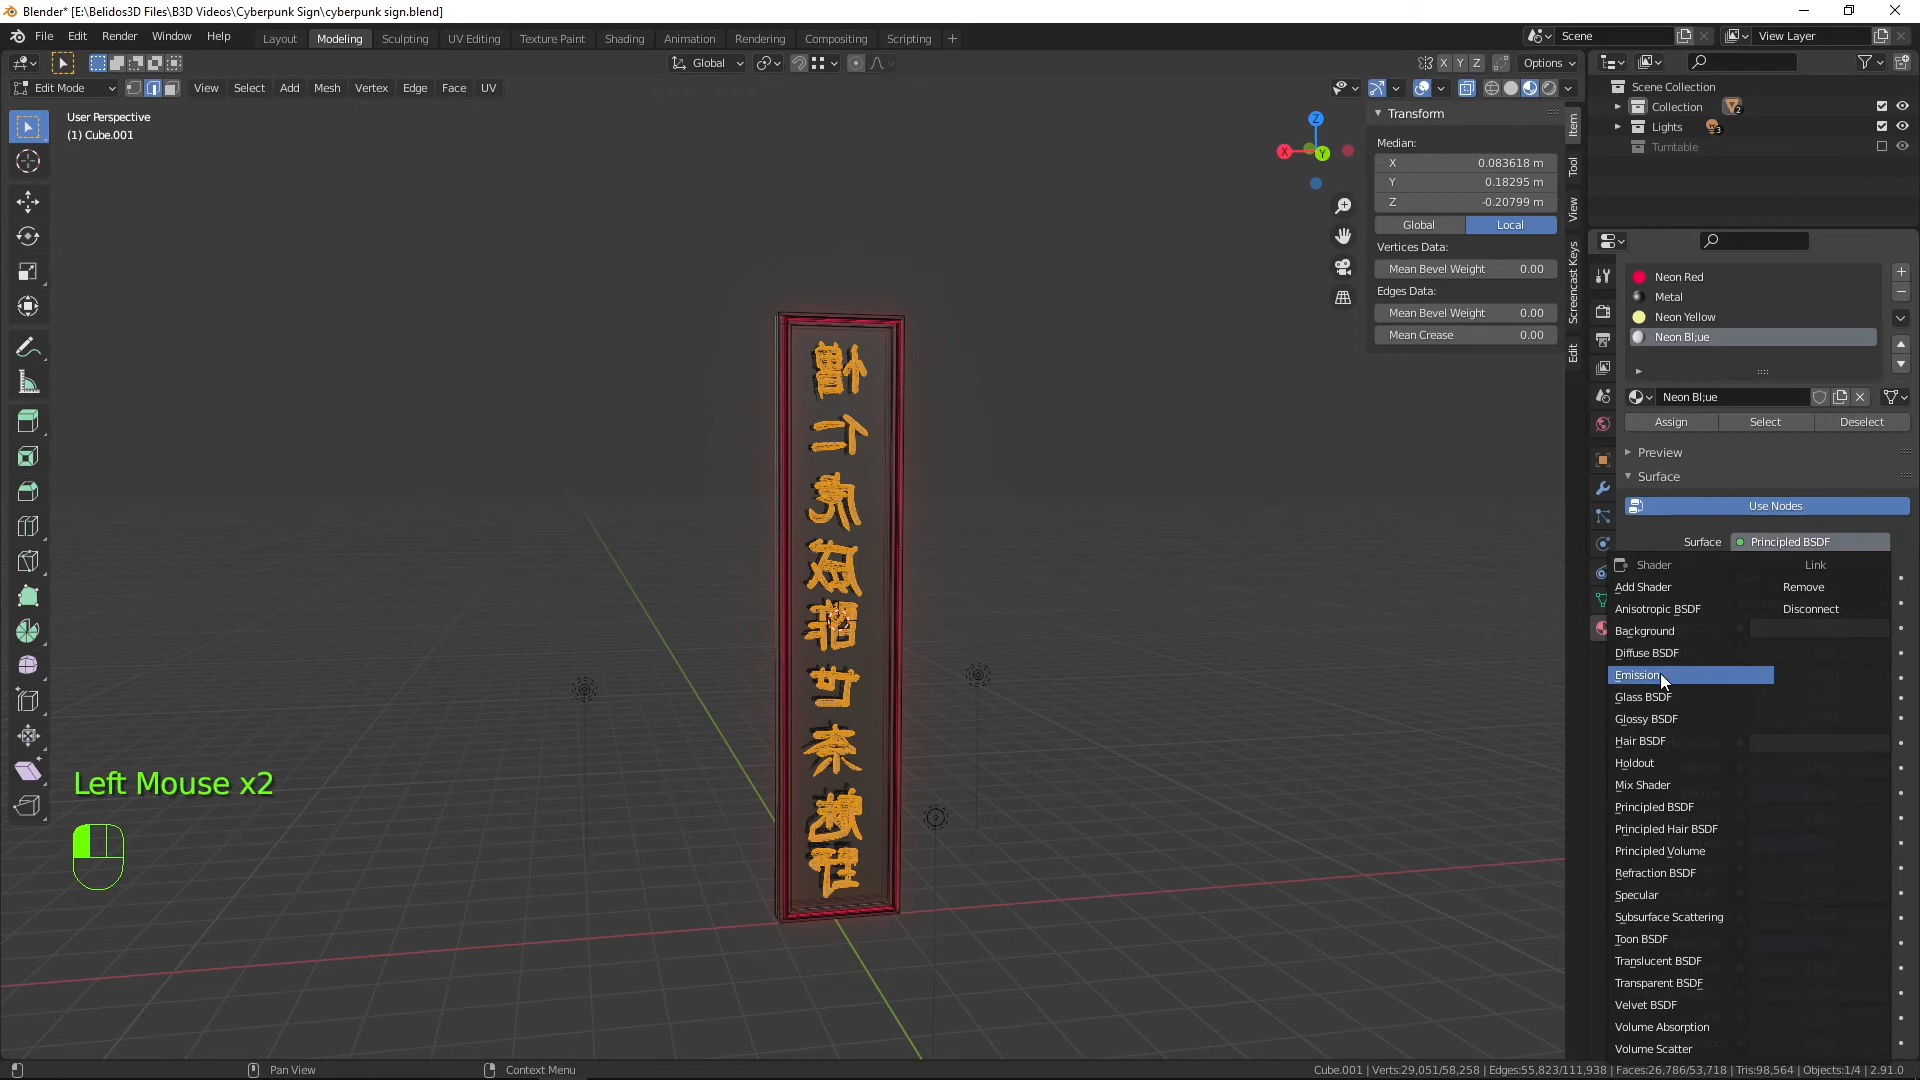 Blender* [E:\Belidos3D Files\B3D Videos\Cyberpunk Sign\cyberpunk sign.blend]
File Edit Render Window Help
Layout Modeling Sculpting UV Editing Texture Paint Shading Animation Rendering Compositing Scripting +
Scene
View Layer
Global
X Y Z
Options
Edit Mode
View Select Add Mesh Vertex Edge Face UV
User Perspective
(1) Cube.001
Z
X
Y
Transform
Median:
X 0.083618 m
Y 0.18295 m
Z -0.20799 m
Global Local
Vertices Data:
Mean Bevel Weight 0.00
Edges Data:
Mean Bevel Weight 0.00
Mean Crease 0.00
Item
Tool
View
Screencast Keys
Edit
Scene Collection
Collection 2
Lights 3
Turntable
Neon Red
Metal
Neon Yellow
Neon Bl;ue
Neon Bl;ue
Assign Select Deselect
Preview
Surface
Use Nodes
Surface Principled BSDF
Shader Link
Add Shader Remove
Anisotropic BSDF Disconnect
Background
Diffuse BSDF
Emission
Glass BSDF
Glossy BSDF
Hair BSDF
Holdout
Mix Shader
Principled BSDF
Principled Hair BSDF
Principled Volume
Refraction BSDF
Specular
Subsurface Scattering
Toon BSDF
Translucent BSDF
Transparent BSDF
Velvet BSDF
Volume Absorption
Volume Scatter
Left Mouse x2
Pan View
Context Menu
Cube.001 | Verts:29,051/58,258 | Edges:55,823/111,938 | Faces:26,786/53,718 | Tris:98,564 | Objects:1/4 | 2.91.0